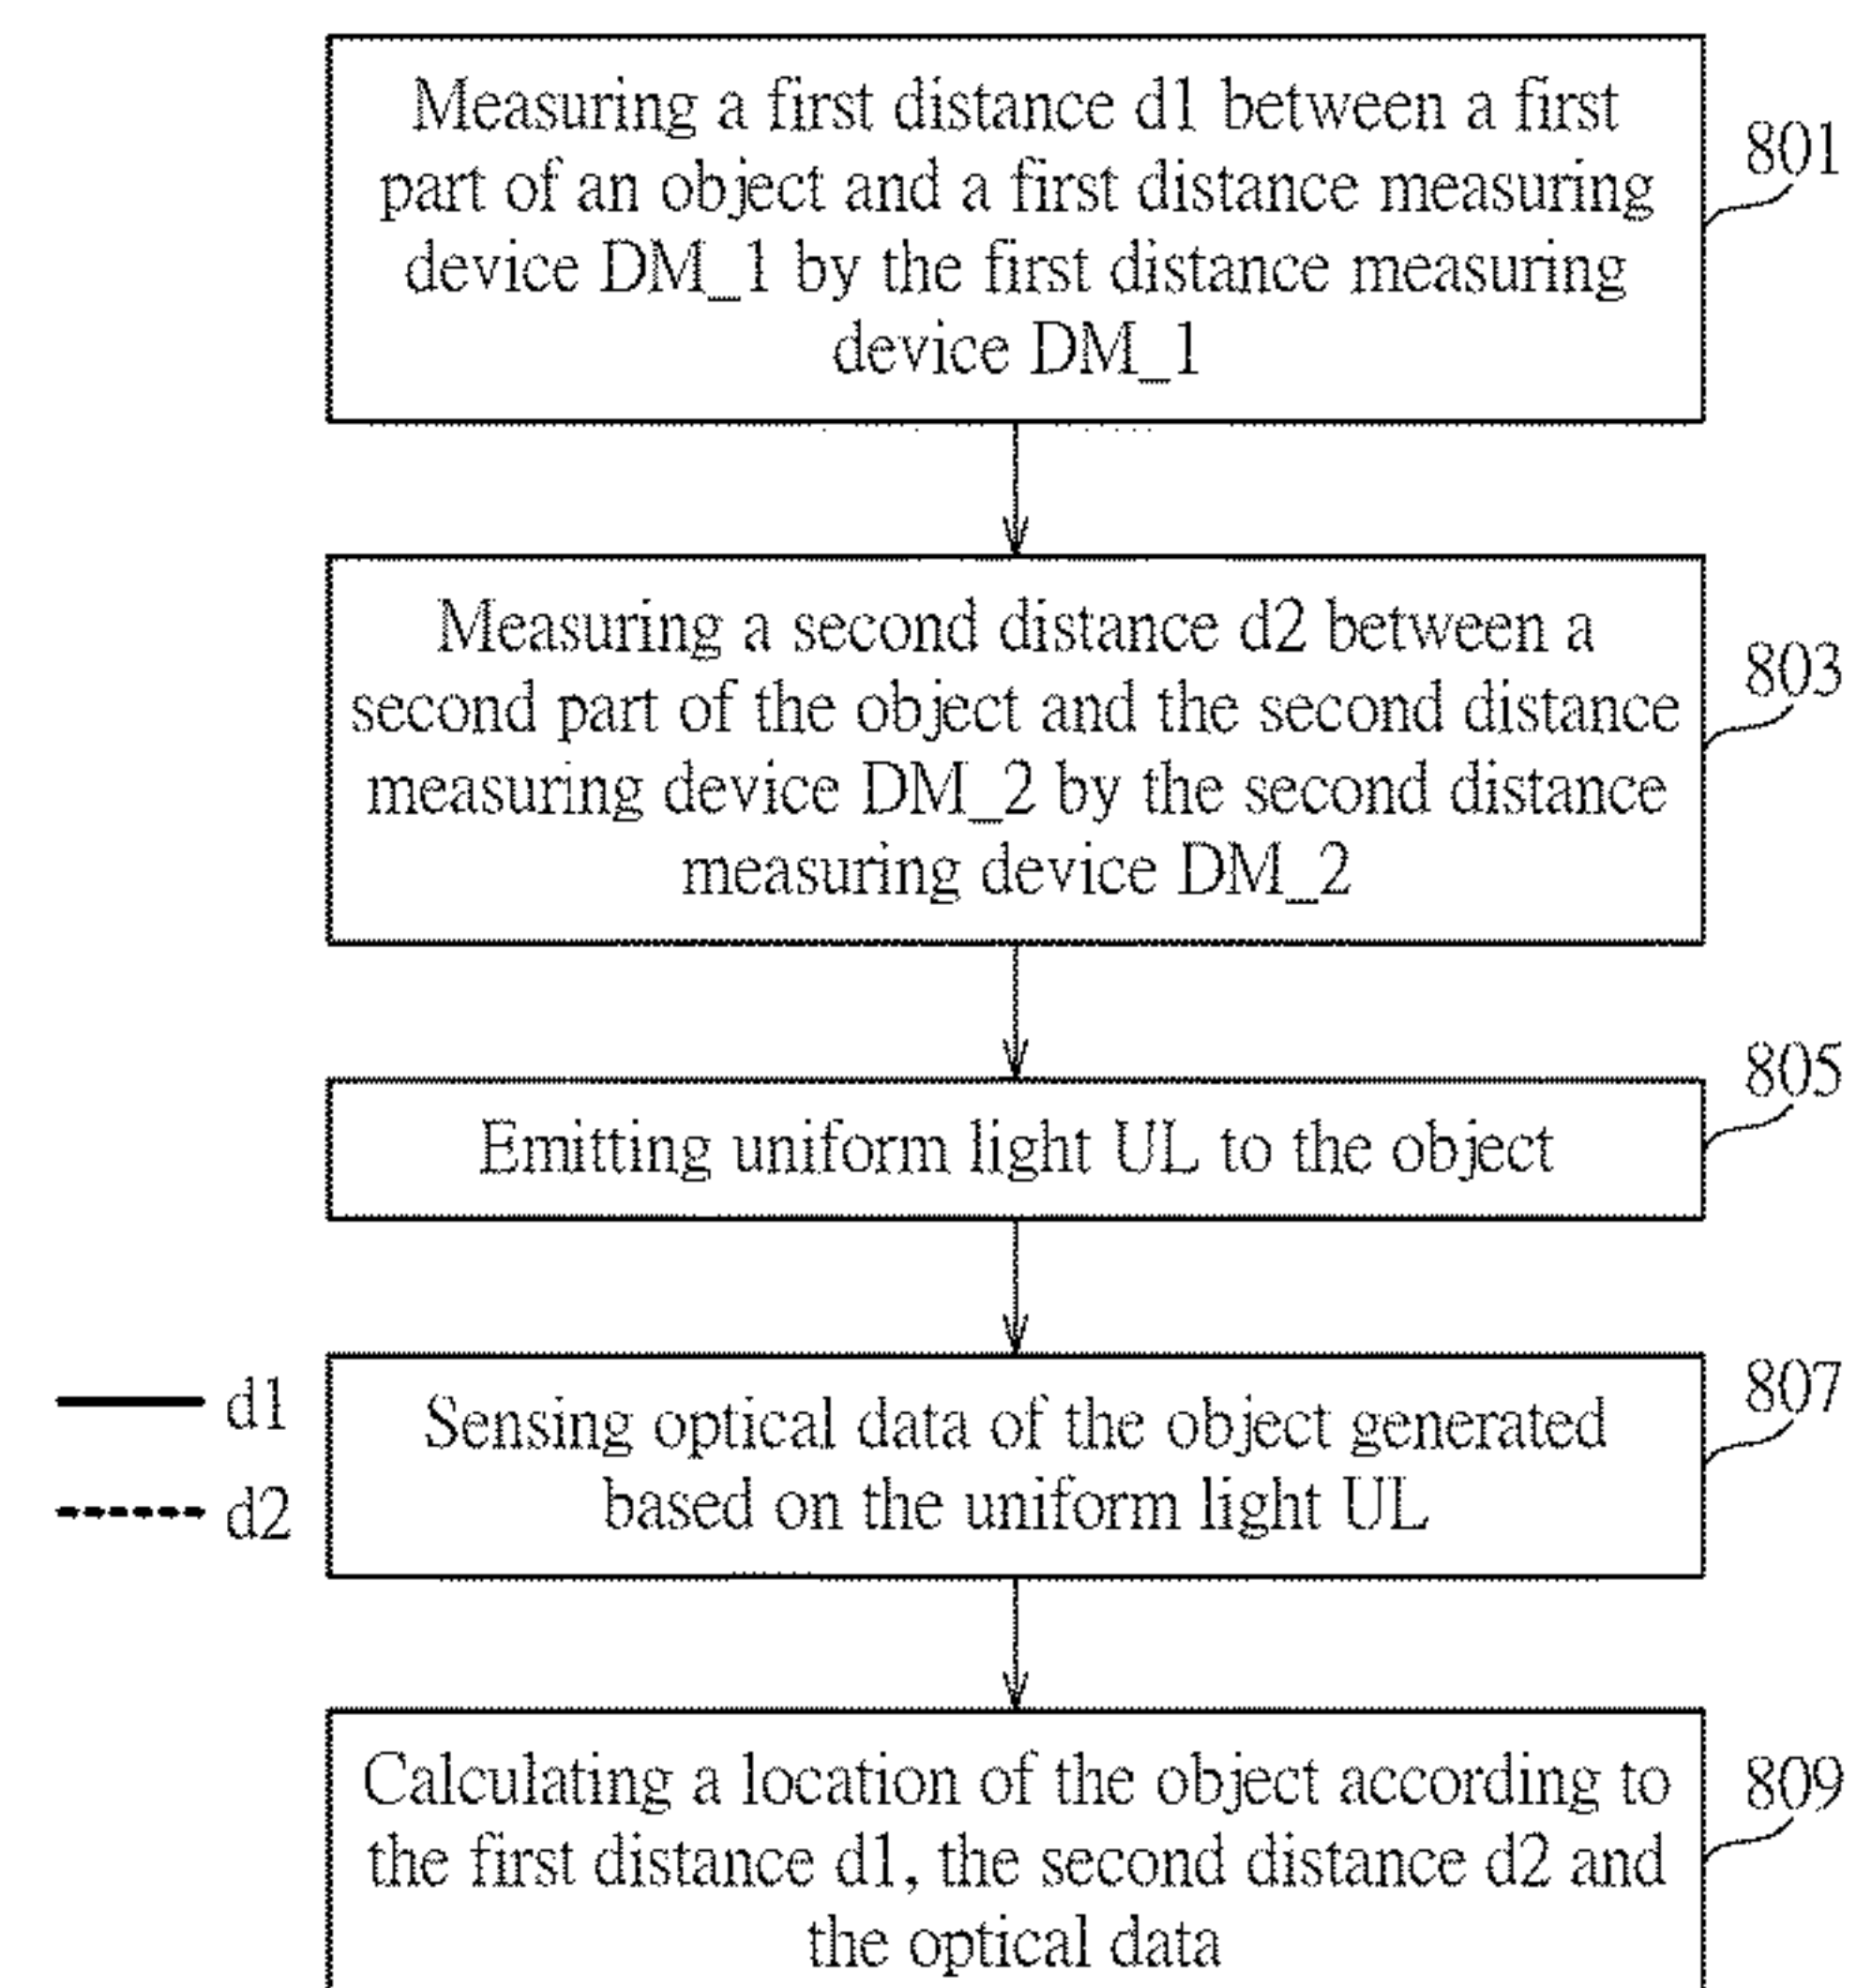 Measuring a first distance d1 between a first
part of an object and a first distance measuring
device DM_1 by the first distance measuring
device DM_1
801
Measuring a second distance d2 between a
second part of the object and the second distance
measuring device DM_2 by the second distance
measuring device DM_2
803
Emitting uniform light UL to the object
805
d1
d2
Sensing optical data of the object generated
based on the uniform light UL
807
Calculating a location of the object according to
the first distance d1, the second distance d2 and
the optical data
809